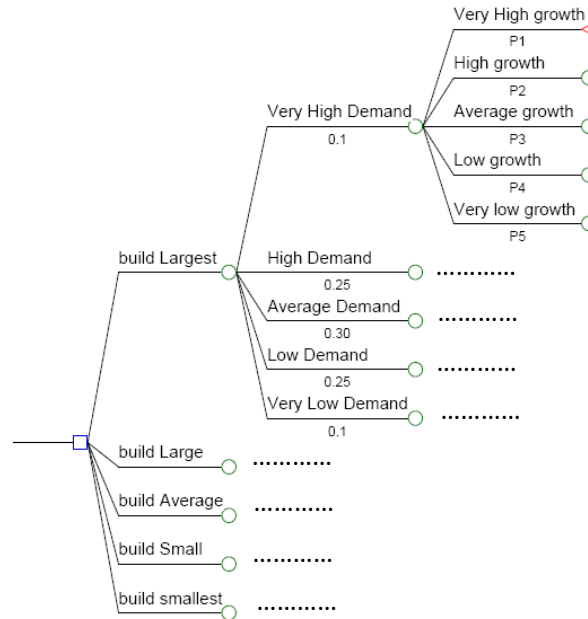 Very High growth
P1
High growth
P2
Very High Demand
Average growth
0.1
P3
Low growth
P4
Very low growth
P5
build Largest
High Demand
…………
0.25
Average Demand
…………
0.30
Low Demand
…………
0.25
Very Low Demand
…………
0.1
build Large
…………
build Average
…………
build Small
…………
build smallest
…………